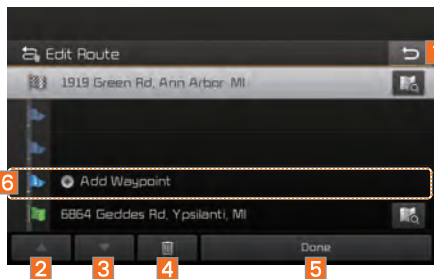 Edit Route
1
1919 Green Rd, Ann Arbor MI
6 Add Waypoint
6864 Geddes Rd, Ypsilanti, MI
Done
2 3 4 5